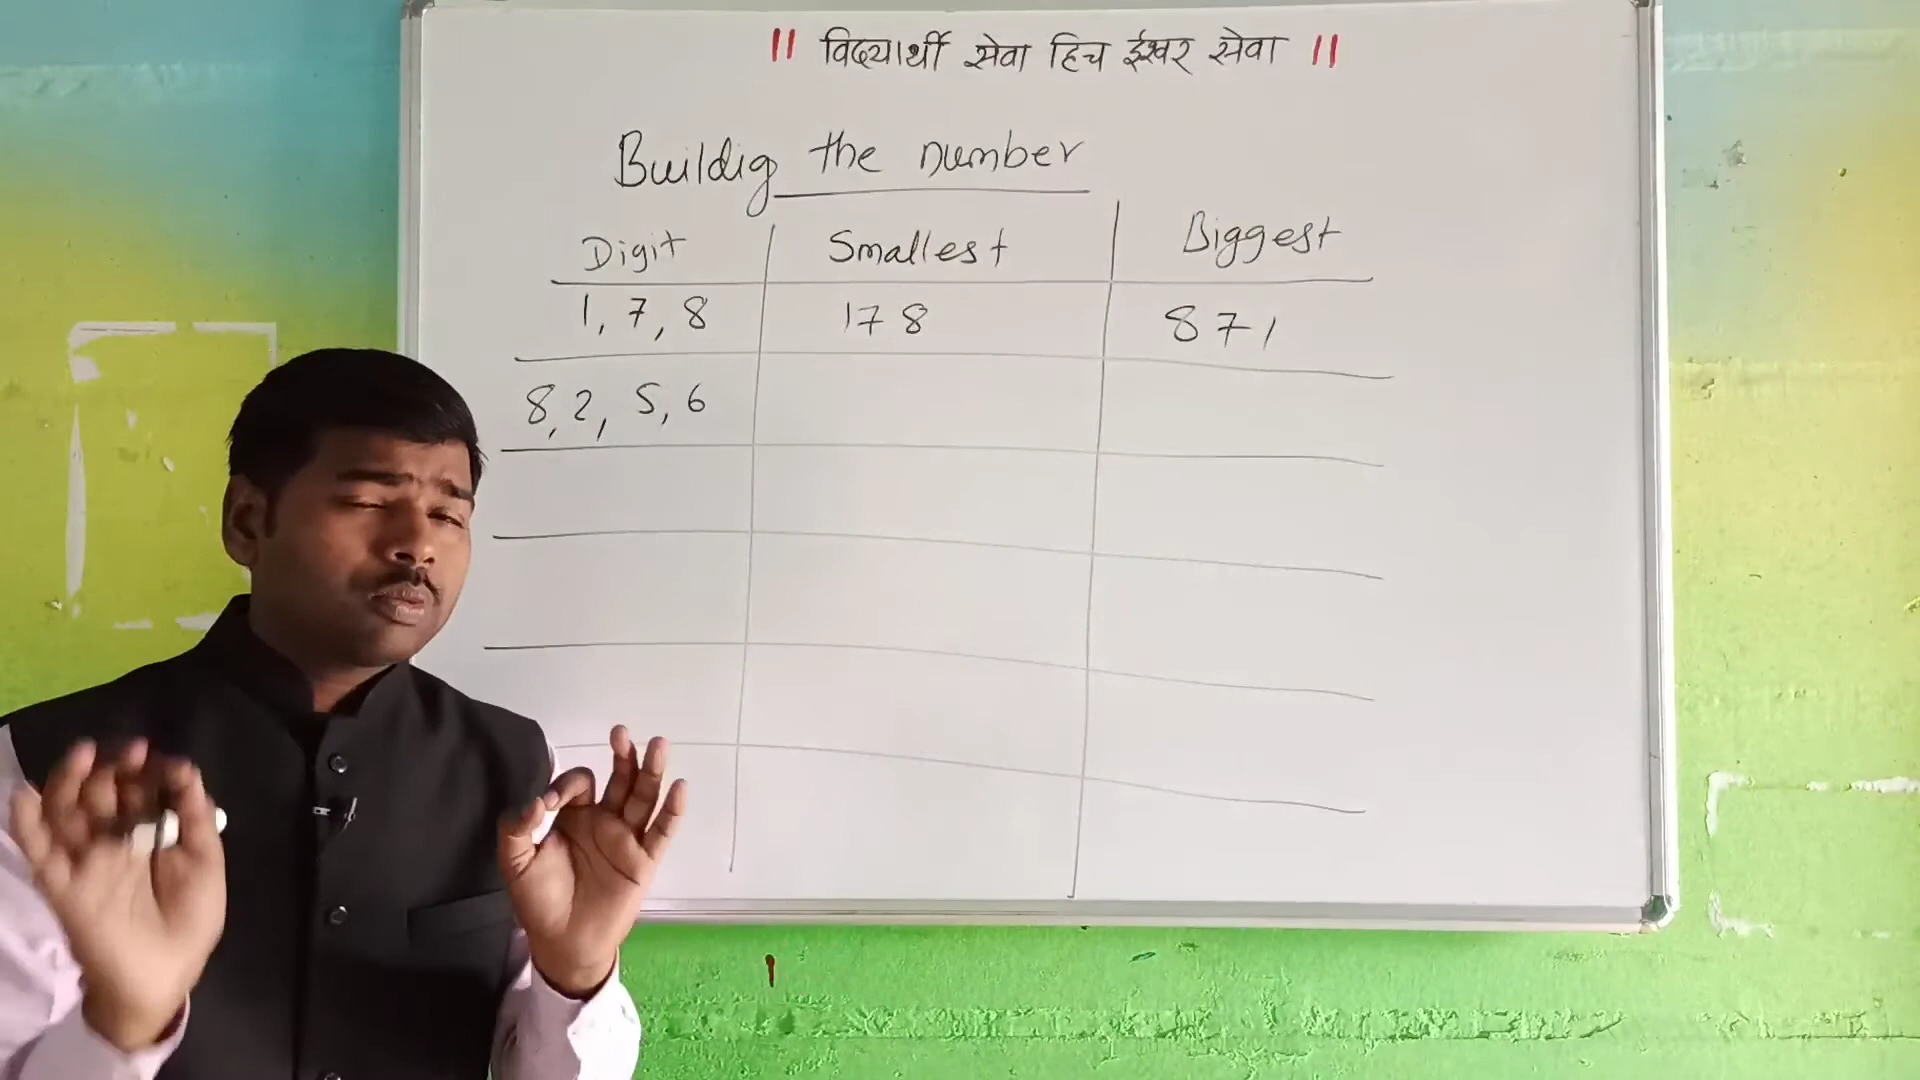 || विद्यार्थी सेवा हिच ईश्वर सेवा ||
Buildig the number
Digit Smallest Biggest
1, 7, 8 178 871
8, 2, 5, 6